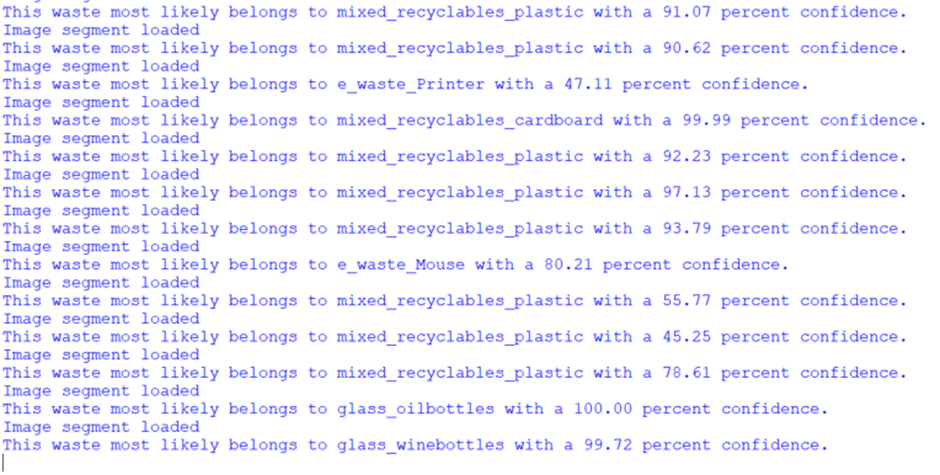 This waste most likely belongs to mixed_recyclables_plastic with a 91.07 percent confidence.
Image segment loaded
This waste most likely belongs to mixed_recyclables_plastic with a 90.62 percent confidence.
Image segment loaded
This waste most likely belongs to e_waste_Printer with a 47.11 percent confidence.
Image segment loaded
This waste most likely belongs to mixed_recyclables_cardboard with a 99.99 percent confidence.
Image segment loaded
This waste most likely belongs to mixed_recyclables_plastic with a 92.23 percent confidence.
Image segment loaded
This waste most likely belongs to mixed_recyclables_plastic with a 97.13 percent confidence.
Image segment loaded
This waste most likely belongs to mixed_recyclables_plastic with a 93.79 percent confidence.
Image segment loaded
This waste most likely belongs to e_waste_Mouse with a 80.21 percent confidence.
Image segment loaded
This waste most likely belongs to mixed_recyclables_plastic with a 55.77 percent confidence.
Image segment loaded
This waste most likely belongs to mixed_recyclables_plastic with a 45.25 percent confidence.
Image segment loaded
This waste most likely belongs to mixed_recyclables_plastic with a 78.61 percent confidence.
Image segment loaded
This waste most likely belongs to glass_oilbottles with a 100.00 percent confidence.
Image segment loaded
This waste most likely belongs to glass_winebottles with a 99.72 percent confidence.